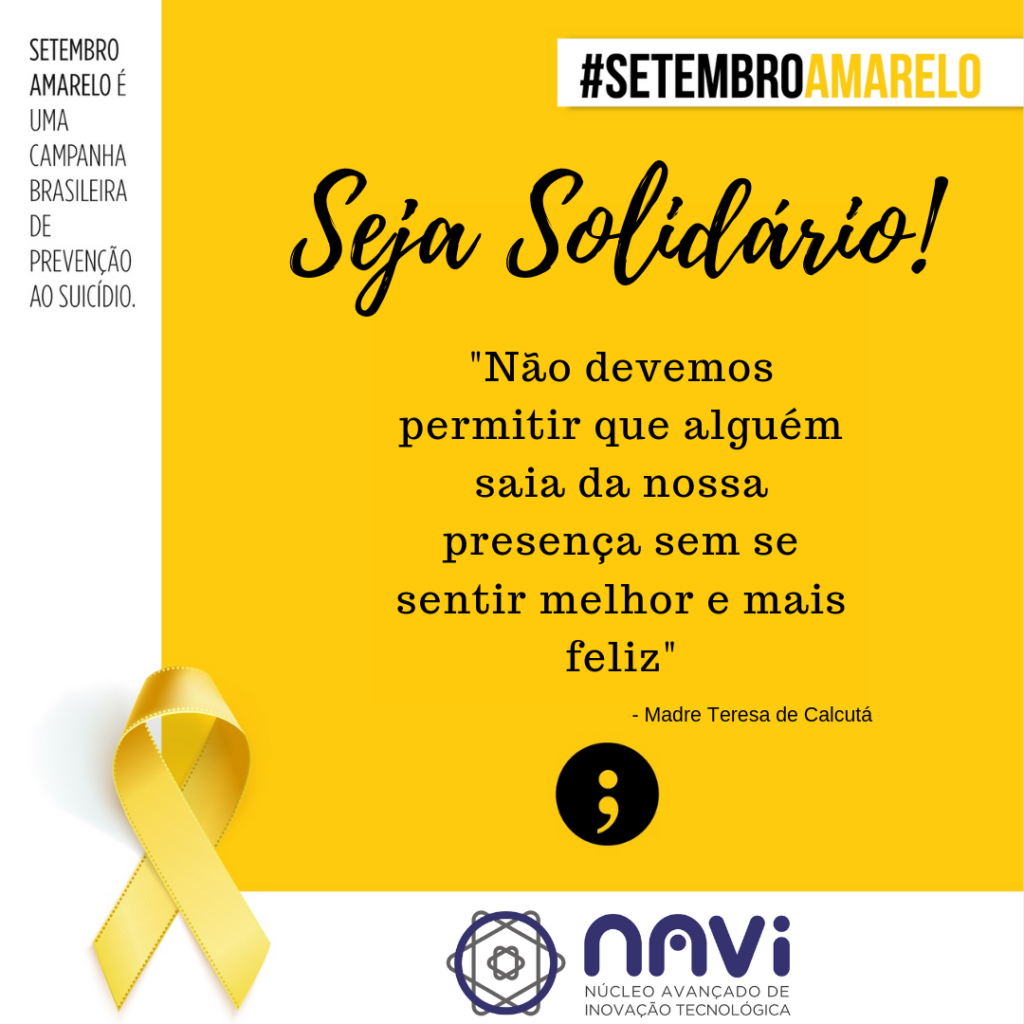 SETEMBRO
AMARELO É
UMA
CAMPANHA
BRASILEIRA
DE
PREVENÇÃO
AO SUICÍDIO.
#SETEMBROAMARELO
Seja Solidário!
"Não devemos
permitir que alguém
saia da nossa
presença sem se
sentir melhor e mais
feliz"
- Madre Teresa de Calcutá
;
NAVi
NÚCLEO AVANÇADO DE
INOVAÇÃO TECNOLÓGICA